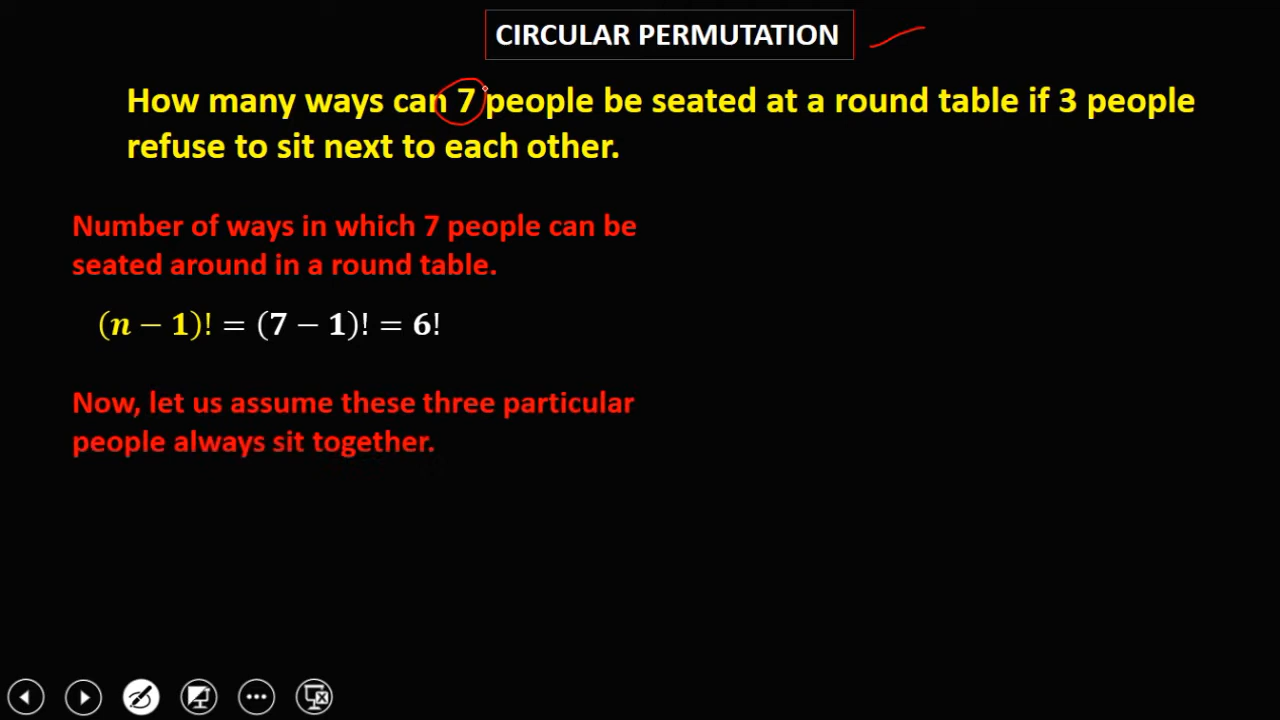 CIRCULAR PERMUTATION
How many ways can 7 people be seated at a round table if 3 people
refuse to sit next to each other.
Number of ways in which 7 people can be
seated around in a round table.
(n − 1)! = (7 − 1)! = 6!
Now, let us assume these three particular
people always sit together.